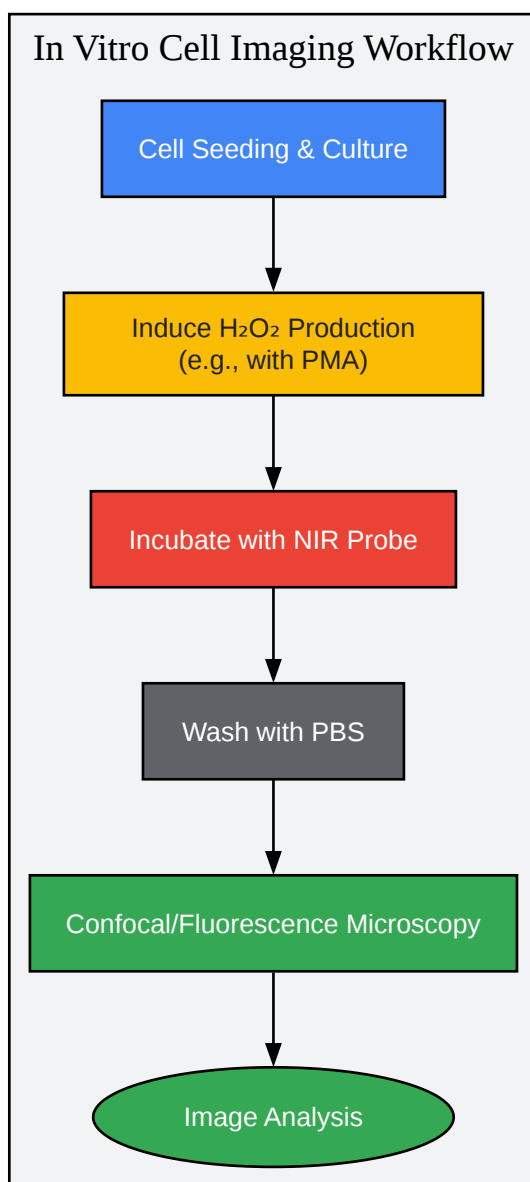 In Vitro Cell Imaging Workflow
Cell Seeding & Culture
Induce H₂O₂ Production
(e.g., with PMA)
Incubate with NIR Probe
Wash with PBS
Confocal/Fluorescence Microscopy
Image Analysis